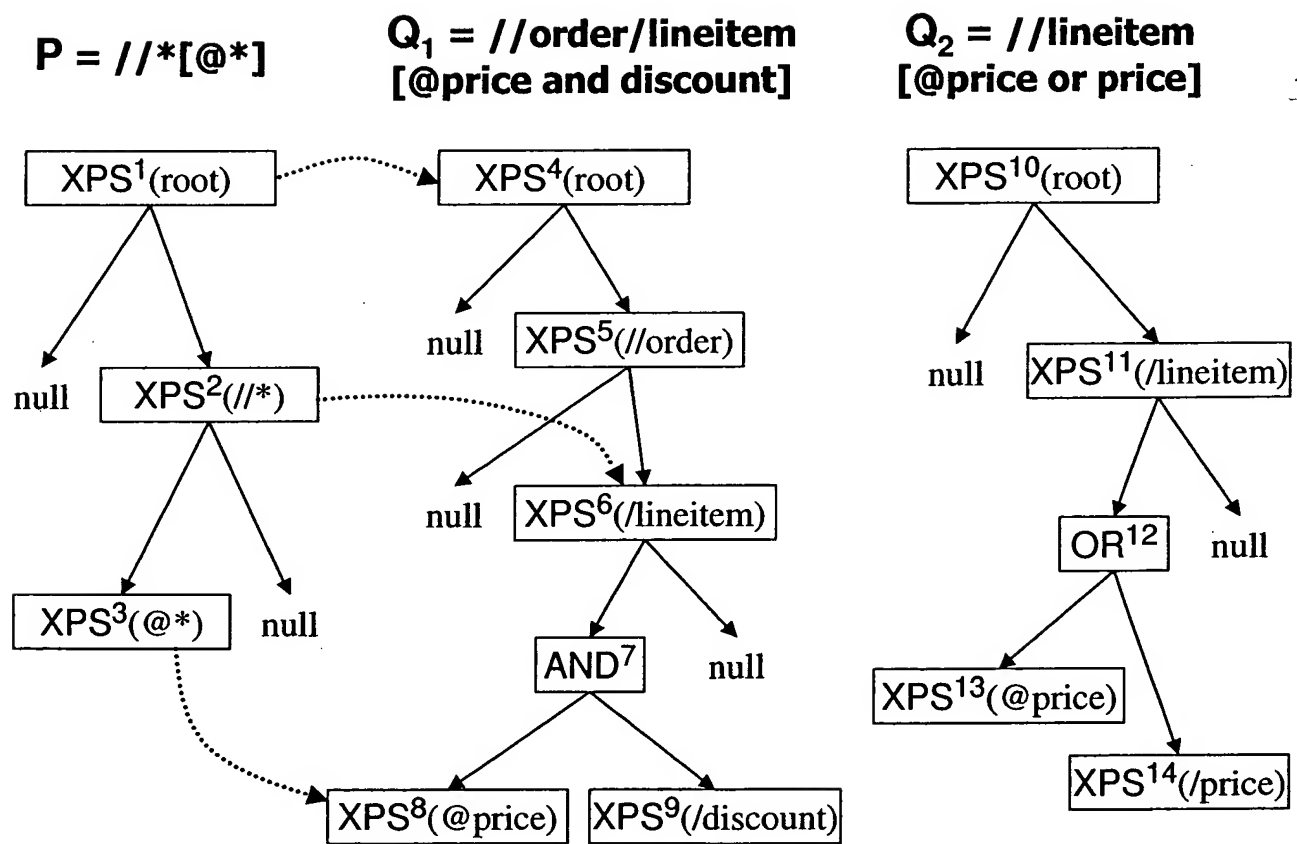 P = //*[@*]
Q1 = //order/lineitem
[@price and discount]
Q2 = //lineitem
[@price or price]
XPS1(root)
XPS4(root)
XPS10(root)
null
XPS5(//order)
null
XPS11(/lineitem)
null
XPS2(//*)
null
XPS6(/lineitem)
OR12
null
XPS3(@*)
null
AND7
null
XPS13(@price)
XPS14(/price)
XPS8(@price)
XPS9(/discount)